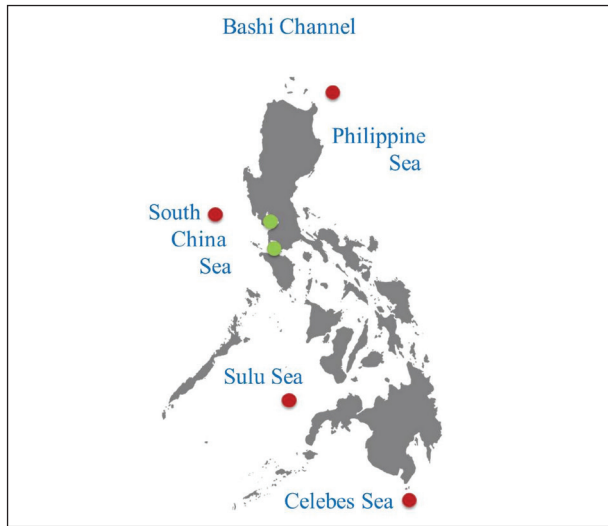 Bashi Channel
Philippine
Sea
South
China
Sea
Sulu Sea
Celebes Sea